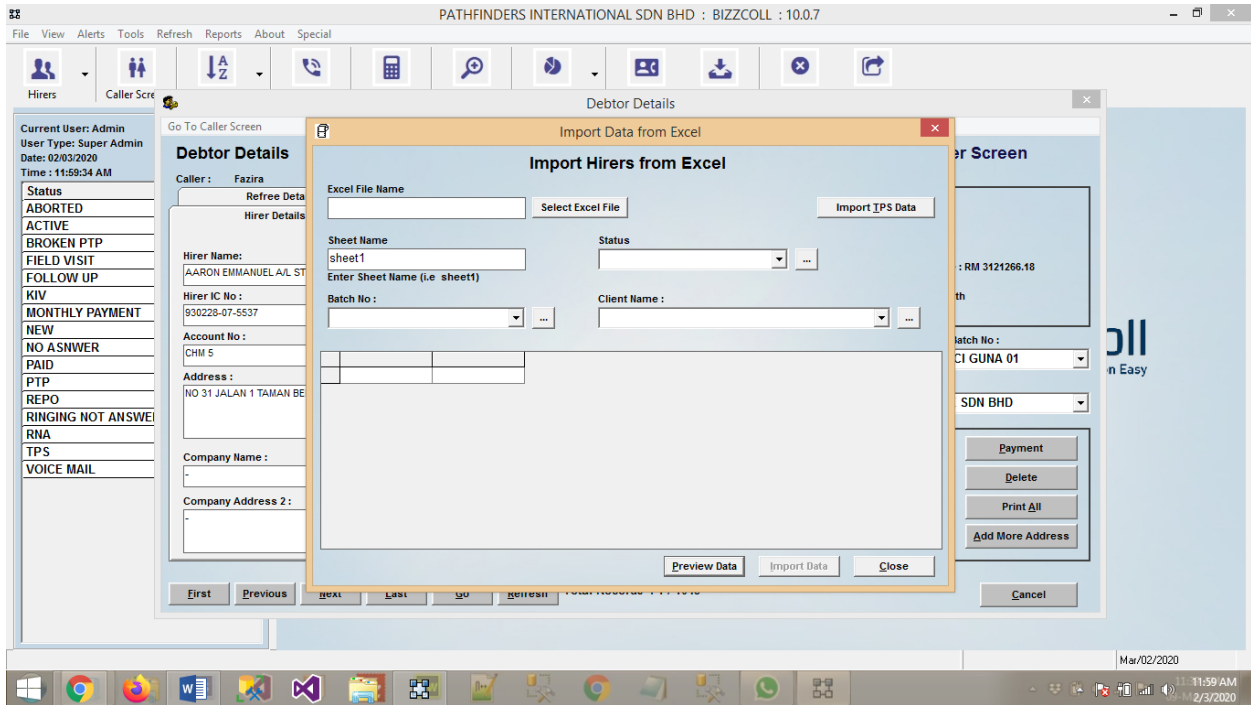 PATHFINDERS INTERNATIONAL SDN BHD : BIZZCOLL : 10.0.7
File View Alerts Tools Refresh Reports About Special
Hirers Caller Scre
Debtor Details
Current User: Admin
User Type: Super Admin
Date: 02/03/2020
Time : 11:59:34 AM
Status
ABORTED
ACTIVE
BROKEN PTP
FIELD VISIT
FOLLOW UP
KIV
MONTHLY PAYMENT
NEW
NO ASNWER
PAID
PTP
REPO
RINGING NOT ANSWE
RNA
TPS
VOICE MAIL
Go To Caller Screen
Debtor Details
er Screen
Caller : Fazira
Refree Deta
Hirer Details
Hirer Name:
AARON EMMANUEL A/L ST
Hirer IC No :
930228-07-5537
Account No :
CHM 5
Address :
NO 31 JALAN 1 TAMAN BE
Company Name :
-
Company Address 2 :
-
Import Data from Excel
Import Hirers from Excel
Excel File Name
Select Excel File Import TPS Data
Sheet Name Status
sheet1 ...
Enter Sheet Name (i.e sheet1)
Batch No : Client Name :
... ...
Preview Data Import Data Close
: RM 3121266.18
th
Batch No :
CI GUNA 01
SDN BHD
Payment
Delete
Print All
Add More Address
First Previous Next Last Go Refresh Cancel
oll
n Easy
Mar/02/2020
11:59 AM
2/3/2020